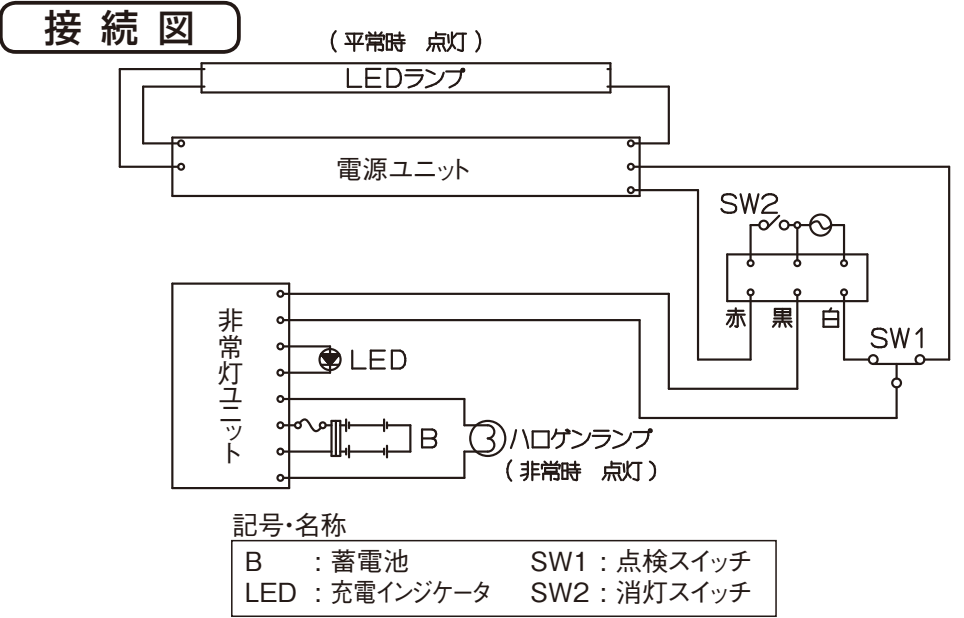 接続図
(平常時 点灯)
LEDランプ
電源ユニット
SW2
赤 黒 白
SW1
非常灯ユニット
LED
B
ハロゲンランプ
(非常時 点灯)
記号・名称
B :蓄電池 SW1:点検スイッチ
LED :充電インジケータ SW2:消灯スイッチ